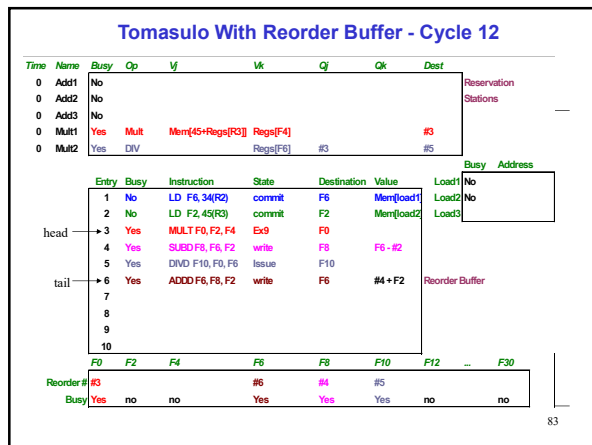 Tomasulo With Reorder Buffer - Cycle 12
Time Name Busy Op Vj Vk Qj Qk Dest
0 Add1 No Reservation
0 Add2 No Stations
0 Add3 No
0 Mult1 Yes Mult Mem[45+Regs[R3]] Regs[F4] #3
0 Mult2 Yes DIV Regs[F6] #3 #5
Busy Address
Entry Busy Instruction State Destination Value Load1 No
1 No LD F6, 34(R2) commit F6 Mem[load1] Load2 No
2 No LD F2, 45(R3) commit F2 Mem[load2] Load3
head 3 Yes MULT F0, F2, F4 Ex9 F0
4 Yes SUBD F8, F6, F2 write F8 F6 - #2
5 Yes DIVD F10, F0, F6 Issue F10
tail 6 Yes ADDD F6, F8, F2 write F6 #4 + F2 Reorder Buffer
7
8
9
10
F0 F2 F4 F6 F8 F10 F12 ... F30
Reorder# #3 #6 #4 #5
Busy Yes no no Yes Yes Yes no no
83